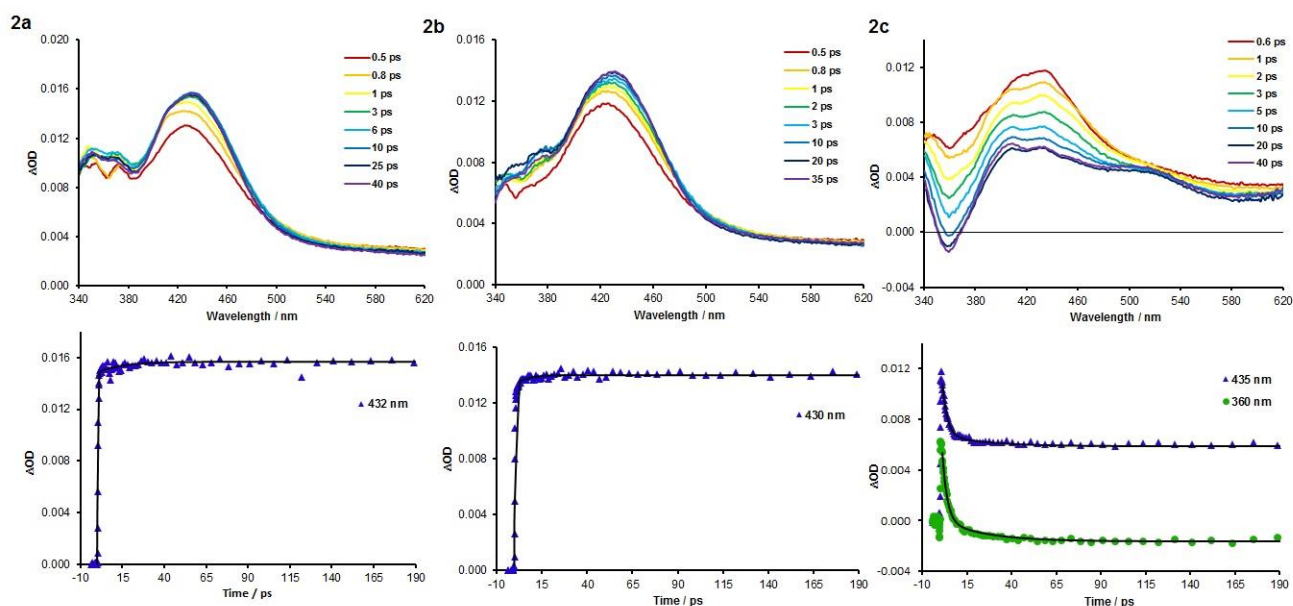 2a
0.020
0.016
0.012
0.008
0.004
0.000
ΔOD
340 380 420 460 500 540 580 620
Wavelength / nm
0.5 ps
0.8 ps
1 ps
3 ps
6 ps
10 ps
25 ps
40 ps
2b
0.016
0.012
0.008
0.004
0.000
ΔOD
340 380 420 460 500 540 580 620
Wavelength / nm
0.5 ps
0.8 ps
1 ps
2 ps
3 ps
10 ps
20 ps
35 ps
2c
0.012
0.008
0.004
0.000
-0.004
ΔOD
340 380 420 460 500 540 580 620
Wavelength / nm
0.6 ps
1 ps
2 ps
3 ps
5 ps
10 ps
20 ps
40 ps
0.016
0.012
0.008
0.004
0.000
ΔOD
-10 15 40 65 90 115 140 165 190
Time / ps
432 nm
0.016
0.012
0.008
0.004
0.000
ΔOD
-10 15 40 65 90 115 140 165 190
Time / ps
430 nm
0.012
0.008
0.004
0.000
-0.004
ΔOD
-10 15 40 65 90 115 140 165 190
Time / ps
435 nm
360 nm